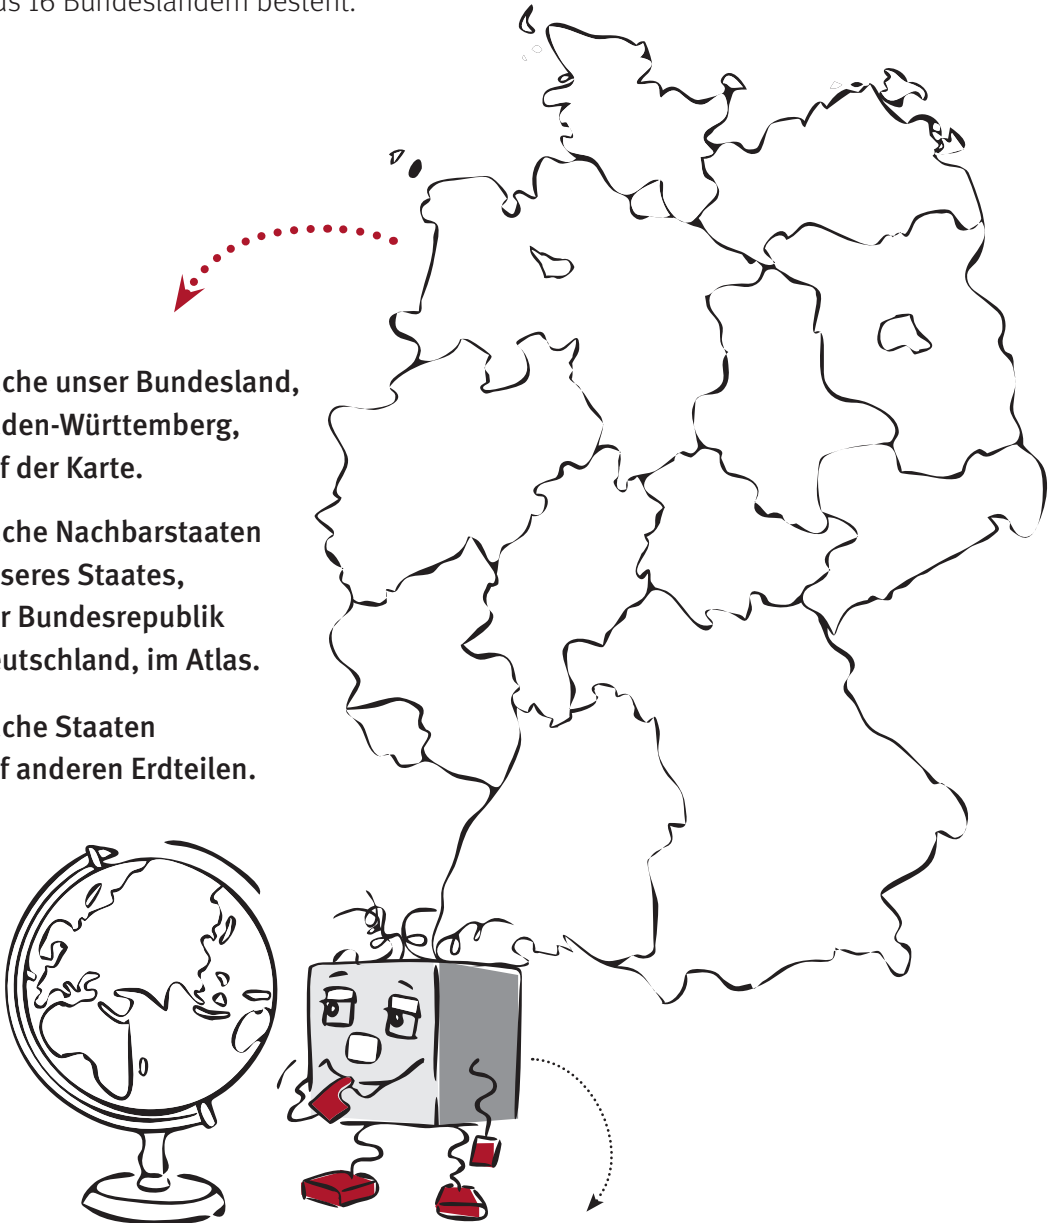 us 16 Bundesländern besteht.
che unser Bundesland,
den-Württemberg,
f der Karte.
che Nachbarstaaten
seres Staates,
r Bundesrepublik
eutschland, im Atlas.
che Staaten
f anderen Erdteilen.